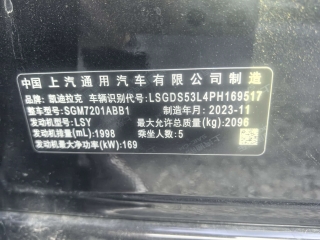 中国 上汽通用汽车有限公司 制造
品牌：凯迪拉克 车辆识别代号：LSGDS53L4PH169517
整车型号：SGM7201ABB1 制造年月：2023-11
发动机型号：LSY 最大允许总质量(kg)：2096
发动机排量(mL)：1998 乘坐人数：5
发动机最大净功率(kW)：169